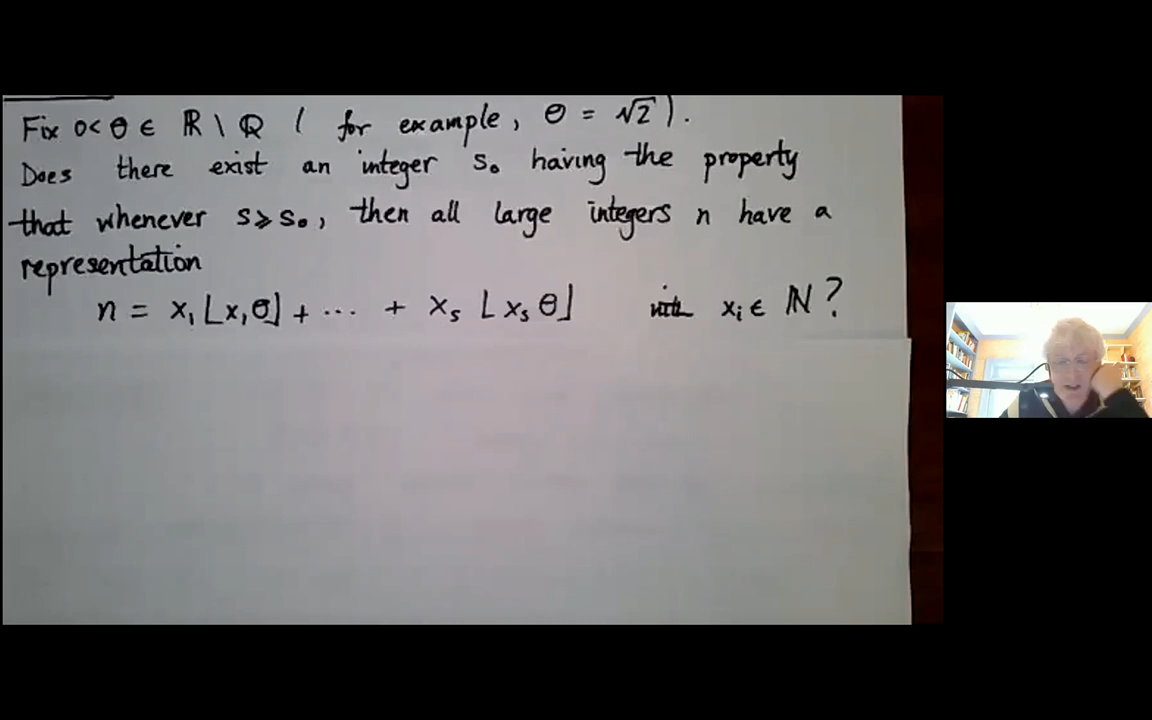 Fix 0 < θ ∈ ℝ \ ℚ ( for example, θ = √2 ).
Does there exist an integer s₀ having the property
that whenever s ⩾ s₀, then all large integers n have a
representation
n = x₁ ⌊x₁θ⌋ + ... + xₛ ⌊xₛθ⌋ with xᵢ ∈ ℕ ?